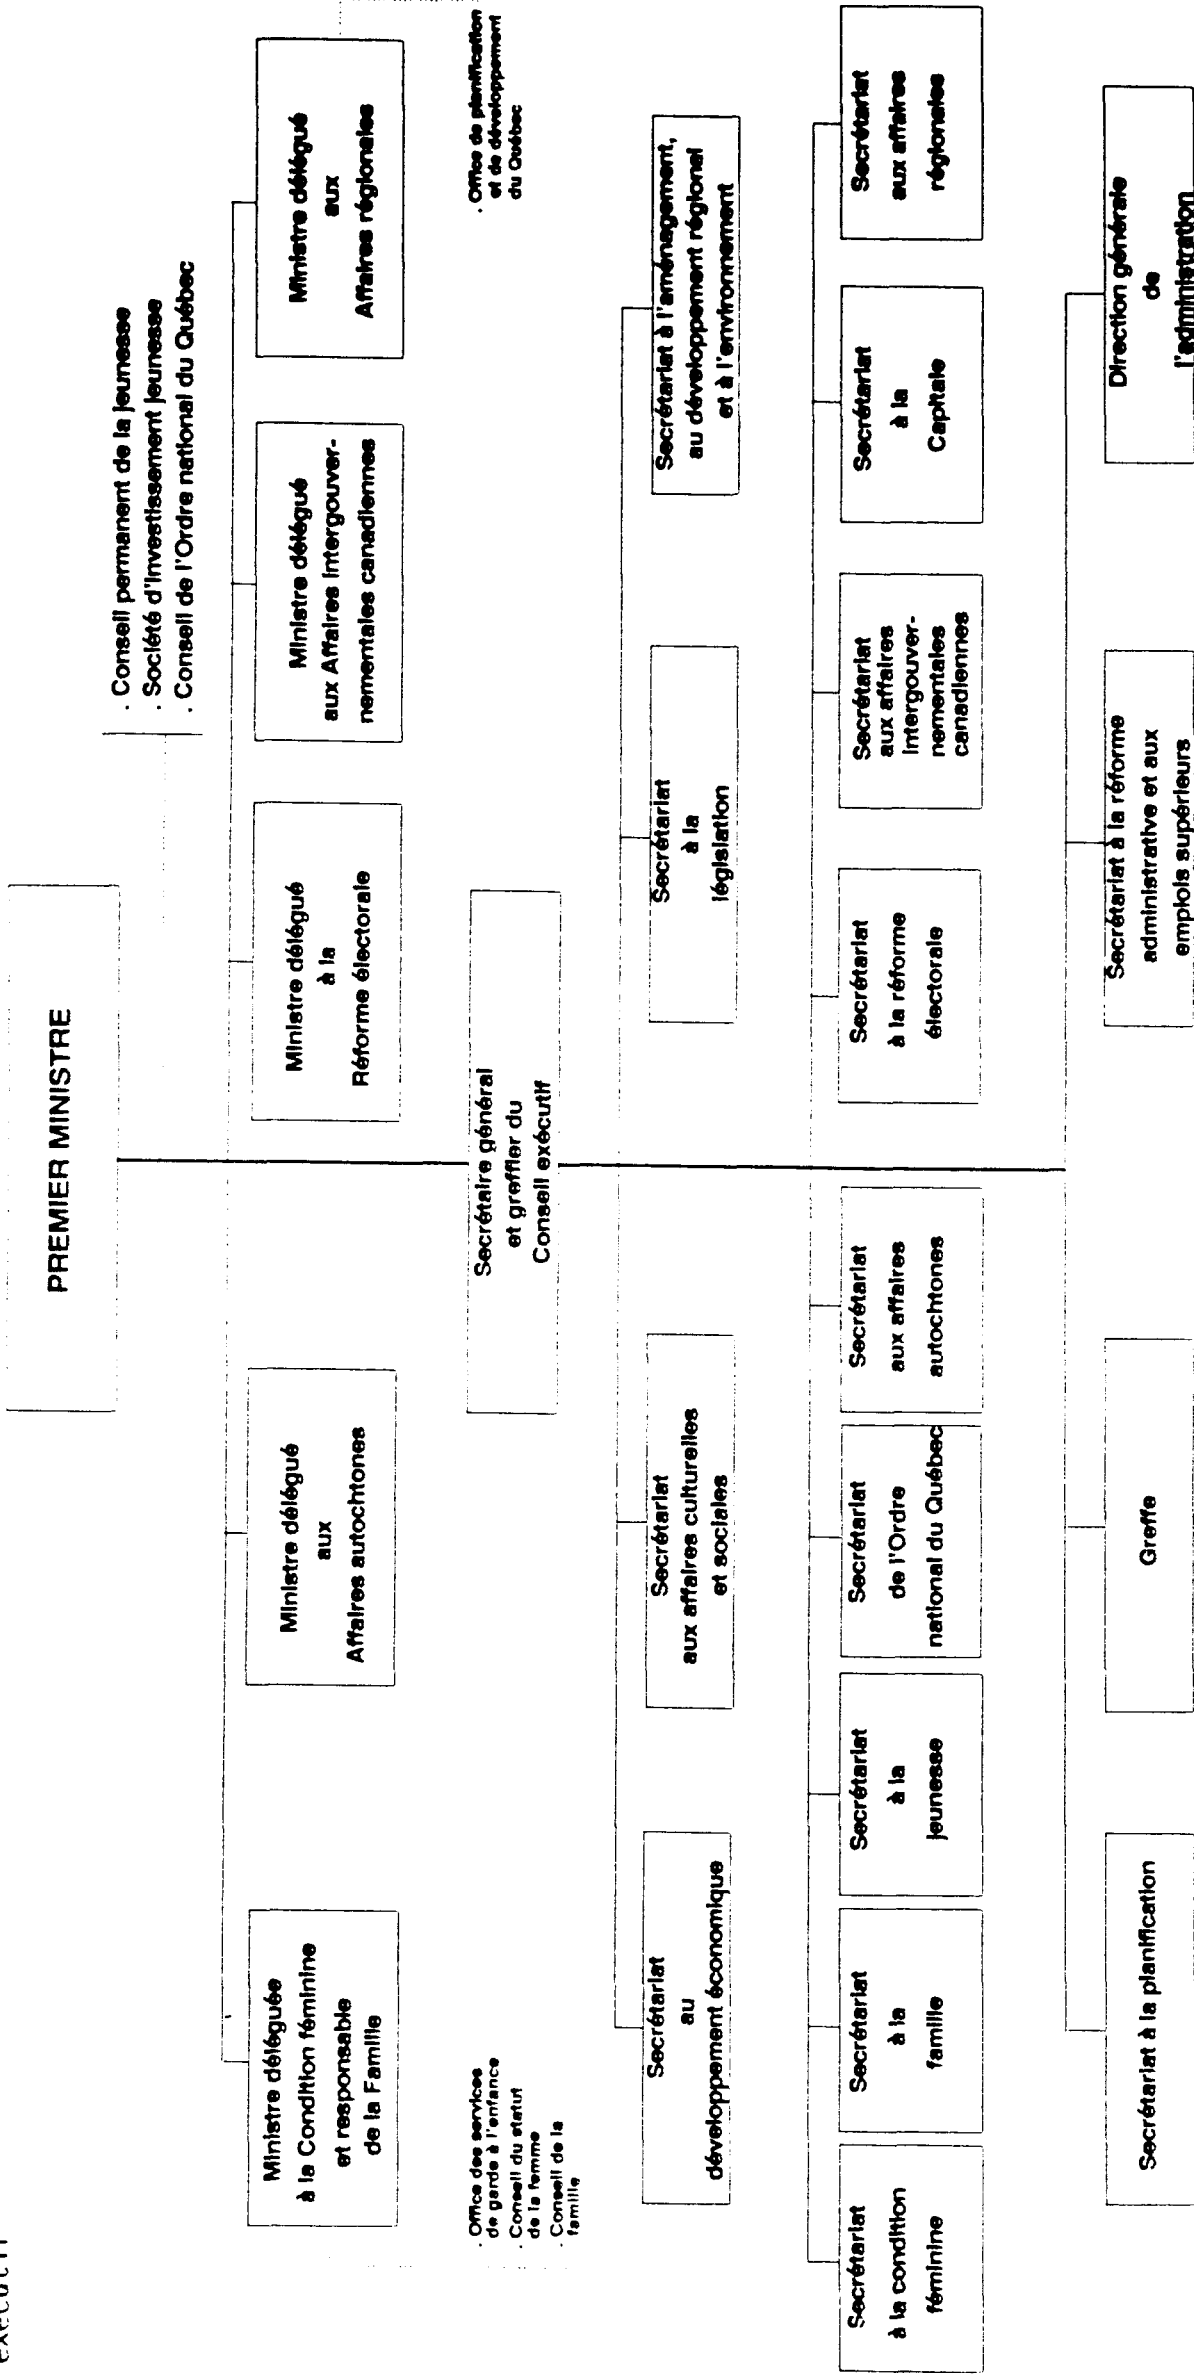 exécutif
PREMIER MINISTRE
. Conseil permanent de la jeunesse
. Société d'investissement jeunesse
. Conseil de l'Ordre national du Québec
Ministre déléguée
à la Condition féminine
et responsable
de la Famille
Ministre délégué
aux
Affaires autochtones
Ministre délégué
à la
Réforme électorale
Ministre délégué
aux Affaires intergouver-
nementales canadiennes
Ministre délégué
aux
Affaires régionales
. Office des services
de garde à l'enfance
. Conseil du statut
de la femme
. Conseil de la
famille
Secrétaire général
et greffier du
Conseil exécutif
. Office de planification
et de développement
du Québec
Secrétariat
au
développement économique
Secrétariat
aux affaires culturelles
et sociales
Secrétariat
à la
législation
Secrétariat à l'aménagement,
au développement régional
et à l'environnement
Secrétariat
à la condition
féminine
Secrétariat
à la
famille
Secrétariat
à la
jeunesse
Secrétariat
de l'Ordre
national du Québec
Secrétariat
aux affaires
autochtones
Secrétariat
à la réforme
électorale
Secrétariat
aux affaires
intergouver-
nementales
canadiennes
Secrétariat
à la
Capitale
Secrétariat
aux affaires
régionales
Secrétariat à la planification
Greffe
Secrétariat à la réforme
administrative et aux
emplois supérieurs
Direction générale
de
l'administration